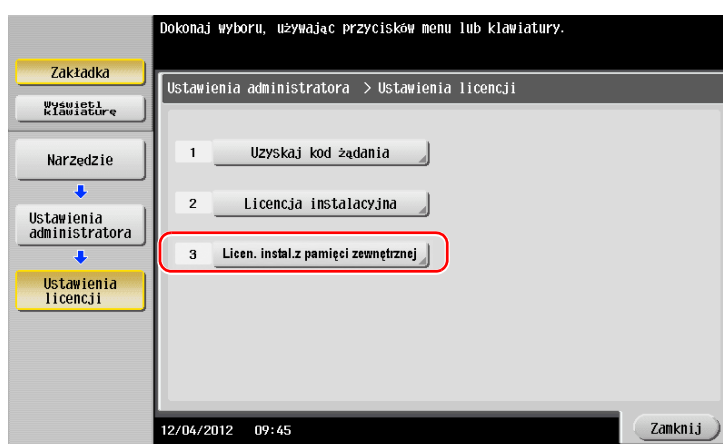 Dokonaj wyboru, używając przycisków menu lub klawiatury.
Zakładka
Wyświetl
klawiaturę
Narzędzie
Ustawienia
administratora
Ustawienia
licencji
Ustawienia administratora > Ustawienia licencji
1 Uzyskaj kod żądania
2 Licencja instalacyjna
3 Licen. instal.z pamięci zewnętrznej
12/04/2012 09:45
Zamknij